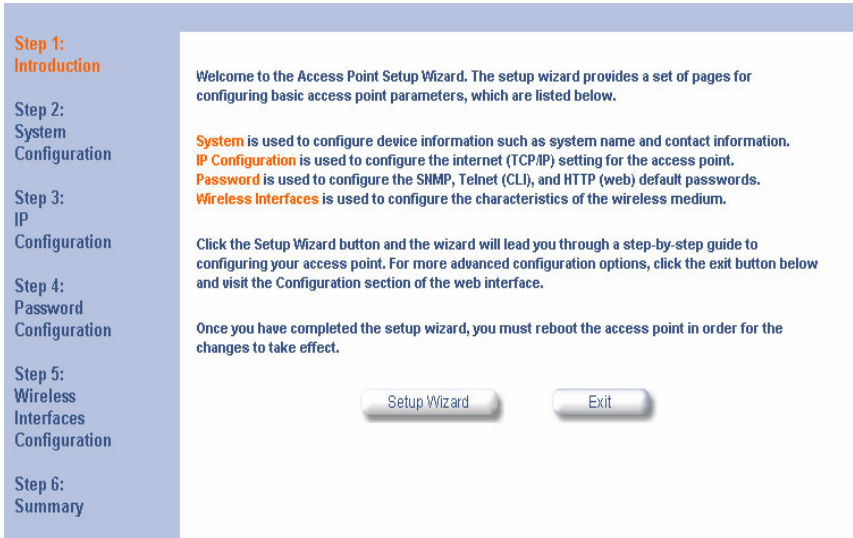 Step 1:
Introduction
Step 2:
System
Configuration
Step 3:
IP
Configuration
Step 4:
Password
Configuration
Step 5:
Wireless
Interfaces
Configuration
Step 6:
Summary
Welcome to the Access Point Setup Wizard. The setup wizard provides a set of pages for
configuring basic access point parameters, which are listed below.
System is used to configure device information such as system name and contact information.
IP Configuration is used to configure the internet (TCP/IP) setting for the access point.
Password is used to configure the SNMP, Telnet (CLI), and HTTP (web) default passwords.
Wireless Interfaces is used to configure the characteristics of the wireless medium.
Click the Setup Wizard button and the wizard will lead you through a step-by-step guide to
configuring your access point. For more advanced configuration options, click the exit button below
and visit the Configuration section of the web interface.
Once you have completed the setup wizard, you must reboot the access point in order for the
changes to take effect.
Setup Wizard
Exit